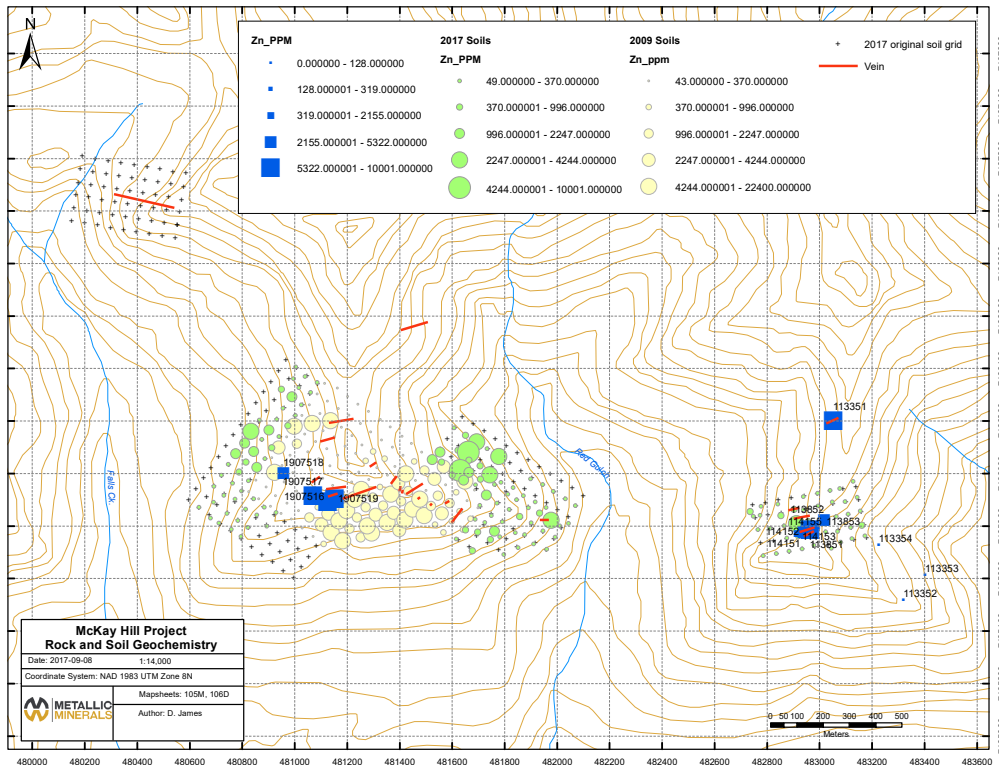 N
Zn_PPM
0.000000 - 128.000000
128.000001 - 319.000000
319.000001 - 2155.000000
2155.000001 - 5322.000000
5322.000001 - 10001.000000
2017 Soils
Zn_PPM
49.000000 - 370.000000
370.000001 - 996.000000
996.000001 - 2247.000000
2247.000001 - 4244.000000
4244.000001 - 10001.000000
2009 Soils
Zn_ppm
43.000000 - 370.000000
370.000001 - 996.000000
996.000001 - 2247.000000
2247.000001 - 4244.000000
4244.000001 - 22400.000000
2017 original soil grid
Vein
113351
Red Gulch
Falls Ck
1907518
1907517
1907516
1907519
113852
114155
113853
114153
114151
113851
113354
113353
113352
McKay Hill Project
Rock and Soil Geochemistry
Date: 2017-09-08 1:14,000
Coordinate System: NAD 1983 UTM Zone 8N
METALLIC
MINERALS
Mapsheets: 105M, 106D
Author: D. James
0 50 100 200 300 400 500
Meters
480000 480200 480400 480600 480800 481000 481200 481400 481600 481800 482000 482200 482400 482600 482800 483000 483200 483400 483600